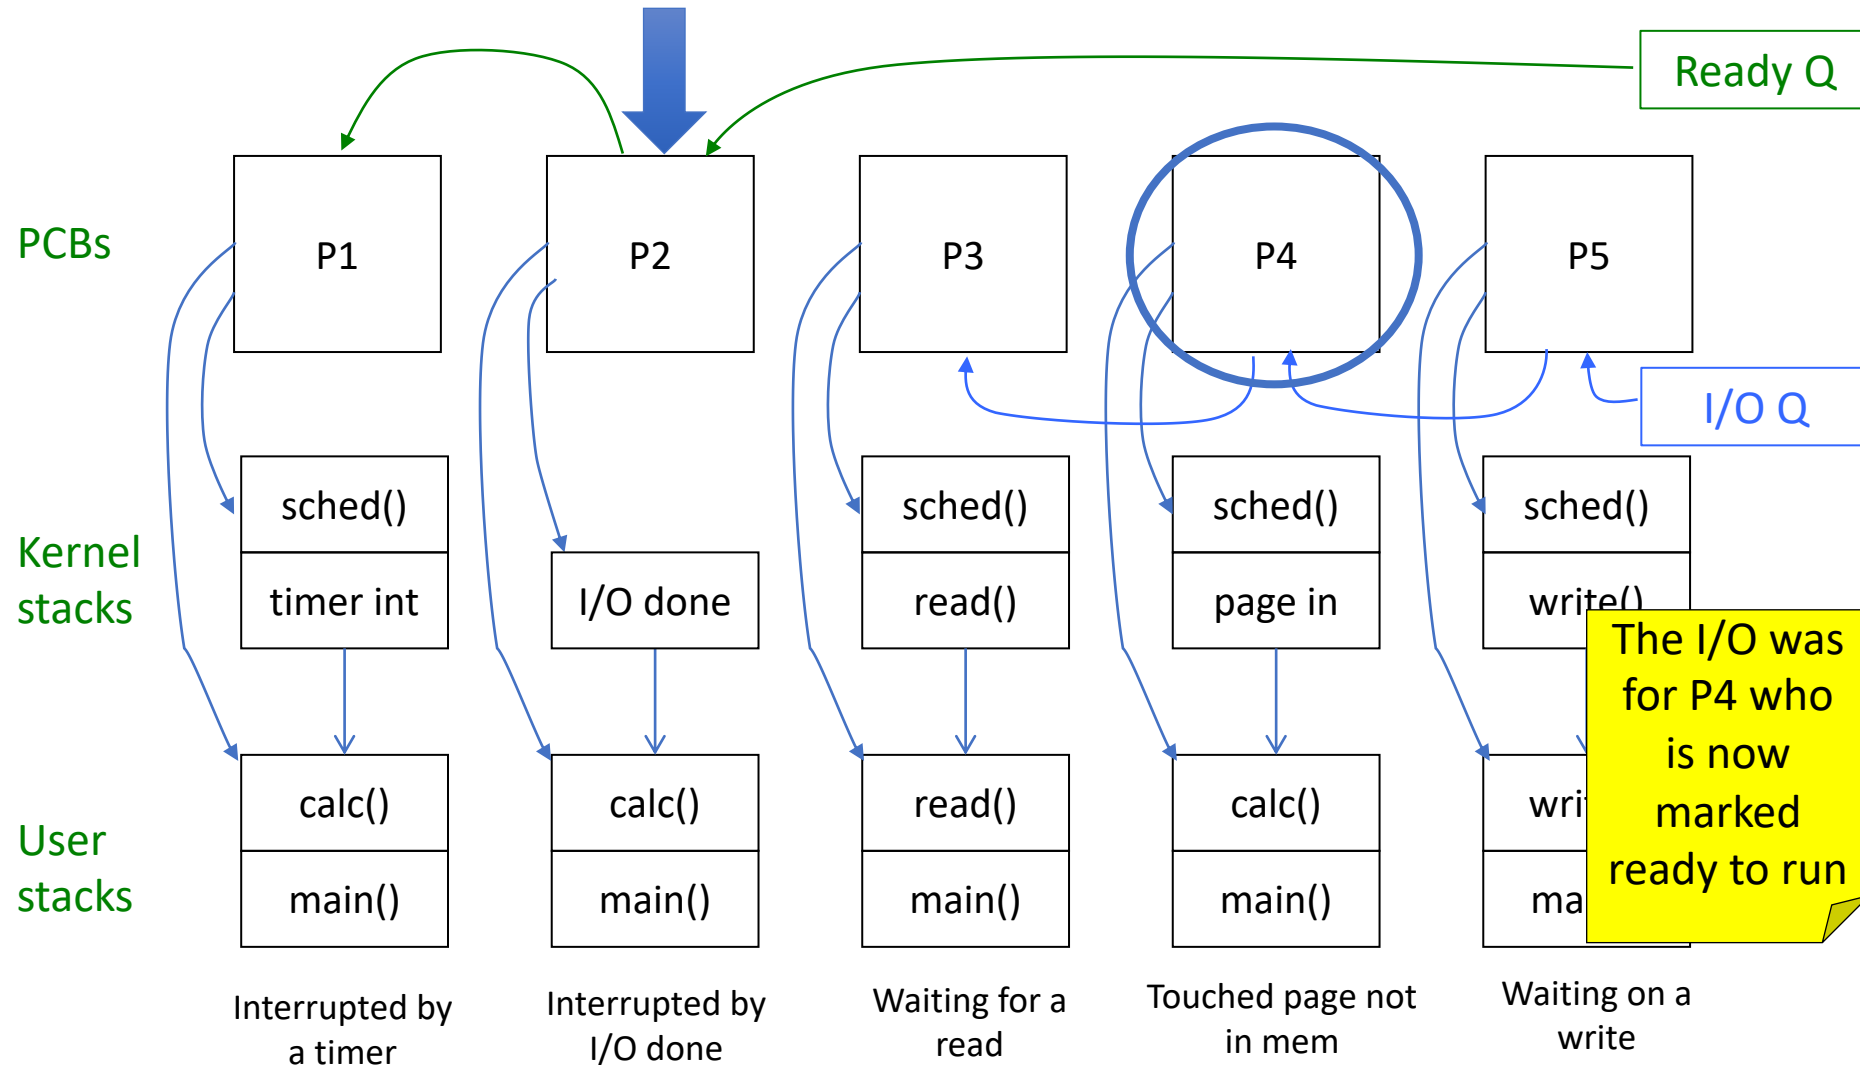 Ready Q
PCBs
P1
P2
P3
P4
P5
I/O Q
Kernel
stacks
sched()
sched()
sched()
sched()
timer int
I/O done
read()
page in
write()
The I/O was
for P4 who
is now
marked
ready to run
User
stacks
calc()
calc()
read()
calc()
main()
main()
main()
main()
Interrupted by
a timer
Interrupted by
I/O done
Waiting for a
read
Touched page not
in mem
Waiting on a
write